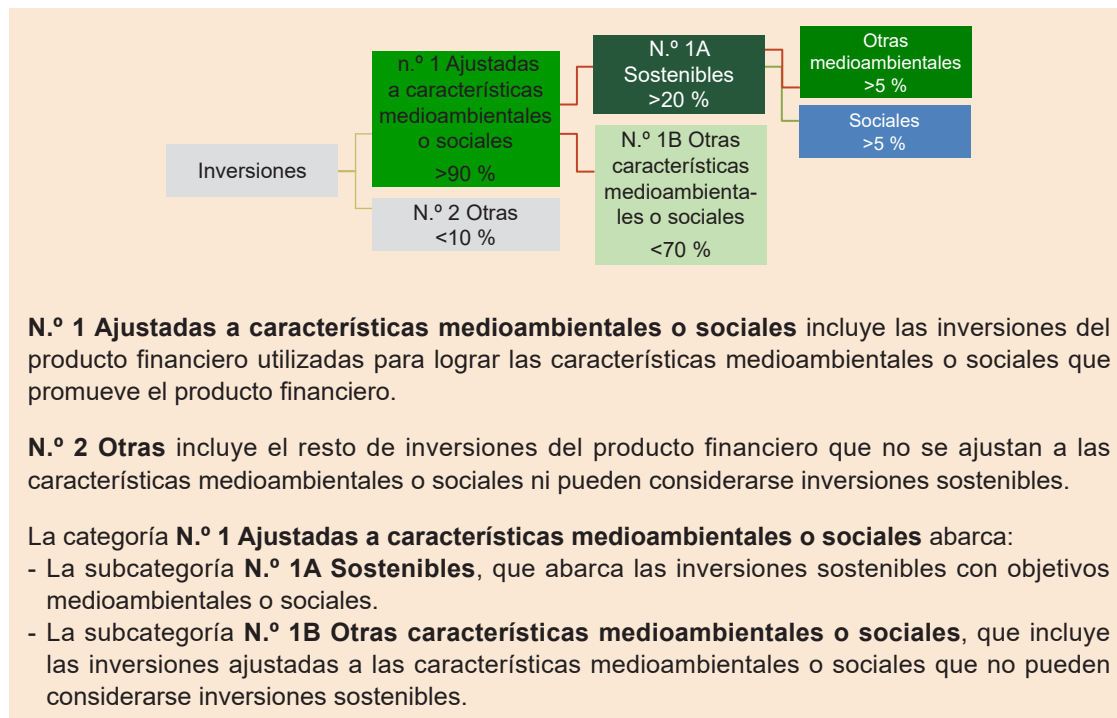 Inversiones
n.º 1 Ajustadas
a características
medioambientales
o sociales
>90 %
N.º 2 Otras
<10 %
N.º 1A
Sostenibles
>20 %
N.º 1B Otras
características
medioambienta-
les o sociales
<70 %
Otras
medioambientales
>5 %
Sociales
>5 %
N.º 1 Ajustadas a características medioambientales o sociales incluye las inversiones del
producto financiero utilizadas para lograr las características medioambientales o sociales que
promueve el producto financiero.
N.º 2 Otras incluye el resto de inversiones del producto financiero que no se ajustan a las
características medioambientales o sociales ni pueden considerarse inversiones sostenibles.
La categoría N.º 1 Ajustadas a características medioambientales o sociales abarca:
- La subcategoría N.º 1A Sostenibles, que abarca las inversiones sostenibles con objetivos
medioambientales o sociales.
- La subcategoría N.º 1B Otras características medioambientales o sociales, que incluye
las inversiones ajustadas a las características medioambientales o sociales que no pueden
considerarse inversiones sostenibles.